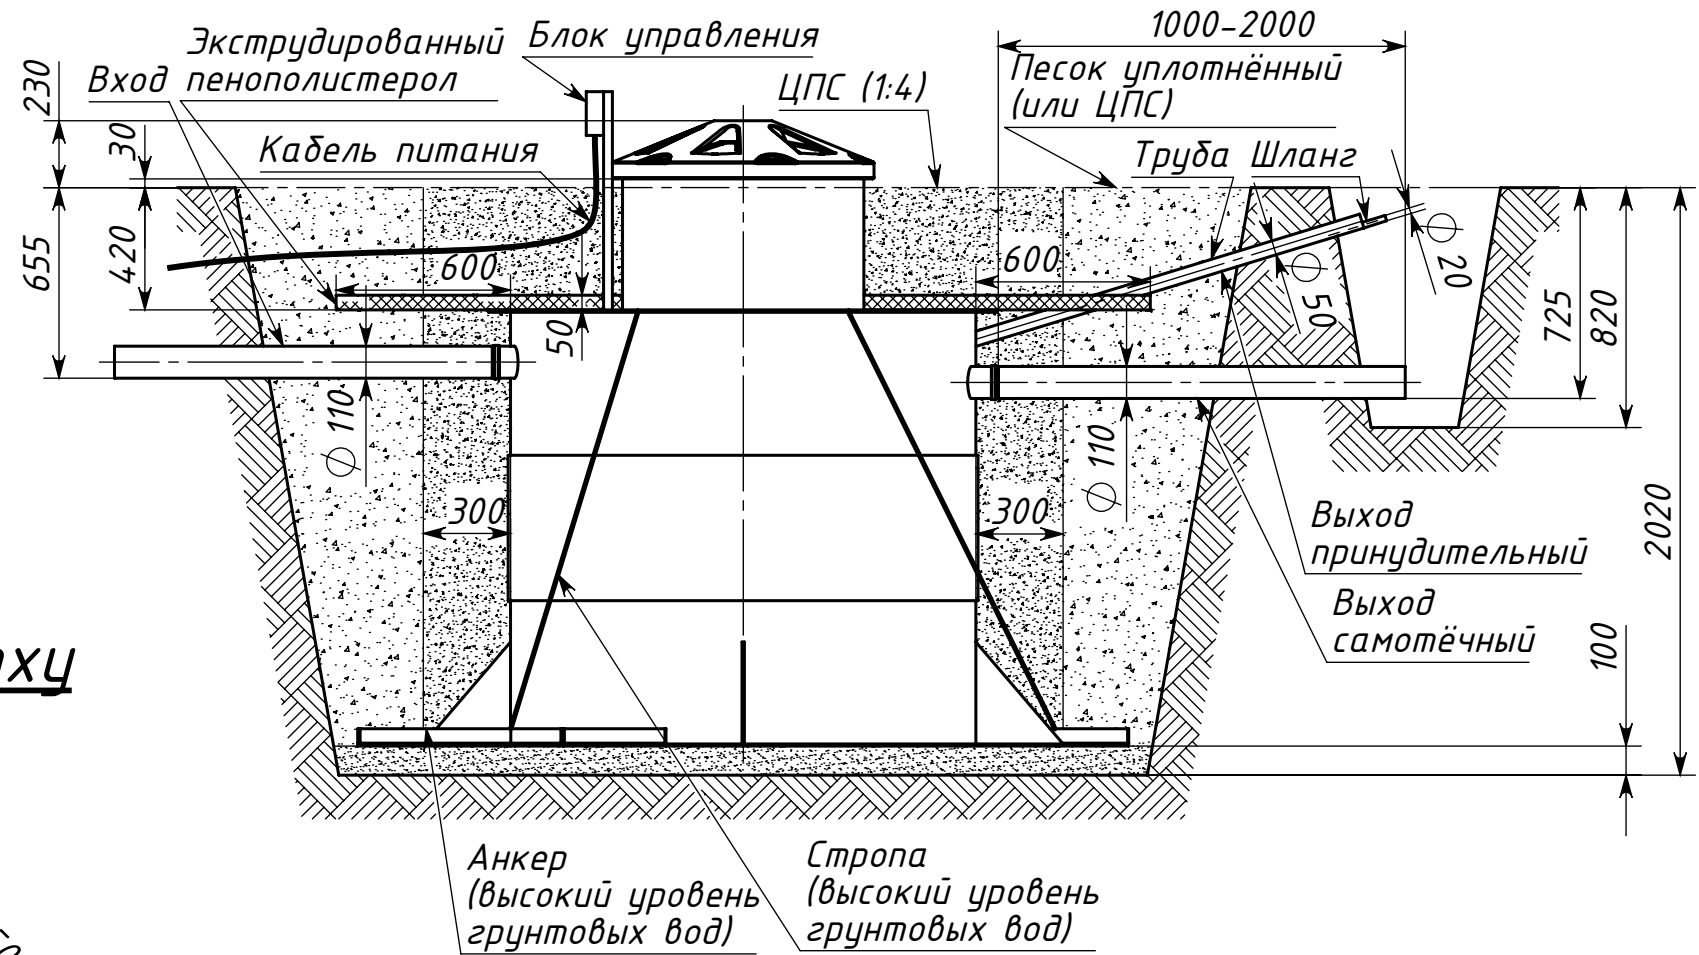 1000-2000
Экструдированный
пенополистерол
Блок управления
Вход
ЦПС (1:4)
Песок уплотнённый
(или ЦПС)
230
30
Кабель питания
Труба
Шланг
655
420
600
600
⌀ 20
⌀ 50
50
725
820
⌀ 110
⌀ 110
300
300
Выход
принудительный
2020
Выход
самотёчный
100
Анкер
(высокий уровень
грунтовых вод)
Стропа
(высокий уровень
грунтовых вод)